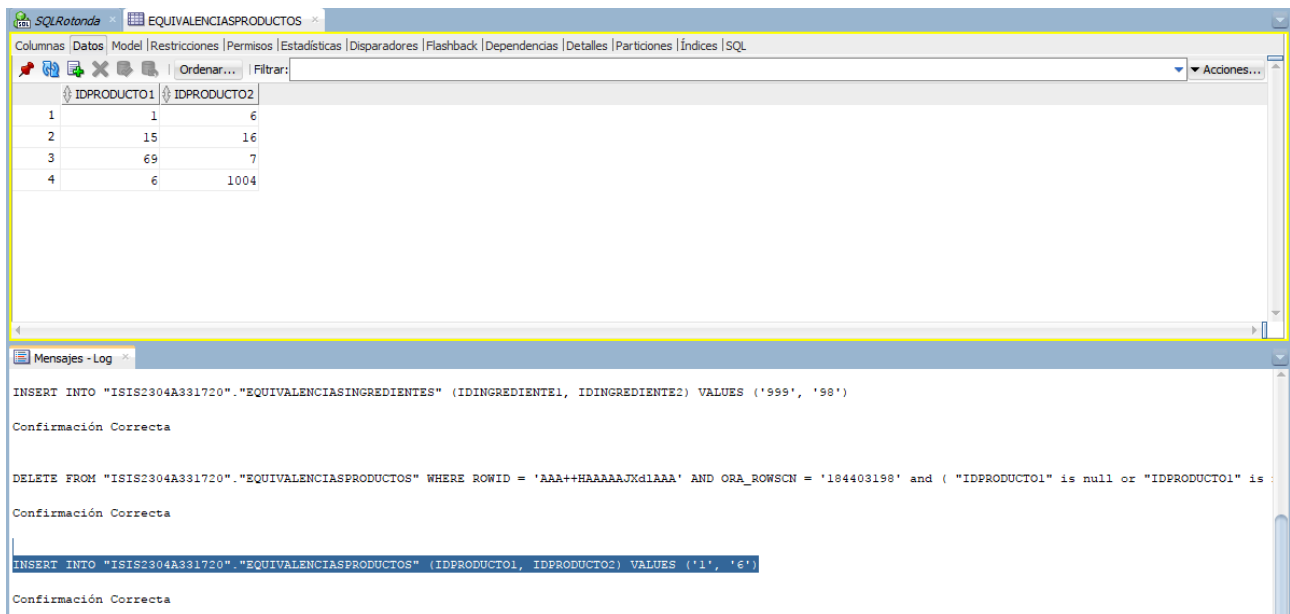 SQLRotonda EQUIVALENCIASPRODUCTOS
Columnas Datos Model Restricciones Permisos Estadísticas Disparadores Flashback Dependencias Detalles Particiones Índices SQL
Ordenar... Filtrar: Acciones...
IDPRODUCTO1 IDPRODUCTO2
1 1 6
2 15 16
3 69 7
4 6 1004
Mensajes - Log
INSERT INTO "ISIS2304A331720"."EQUIVALENCIASINGREDIENTES" (IDINGREDIENTE1, IDINGREDIENTE2) VALUES ('999', '98')
Confirmación Correcta
DELETE FROM "ISIS2304A331720"."EQUIVALENCIASPRODUCTOS" WHERE ROWID = 'AAA++HAAAAAJXdlAAA' AND ORA_ROWSCN = '184403198' and ( "IDPRODUCTO1" is null or "IDPRODUCTO1" is
Confirmación Correcta
INSERT INTO "ISIS2304A331720"."EQUIVALENCIASPRODUCTOS" (IDPRODUCTO1, IDPRODUCTO2) VALUES ('1', '6')
Confirmación Correcta